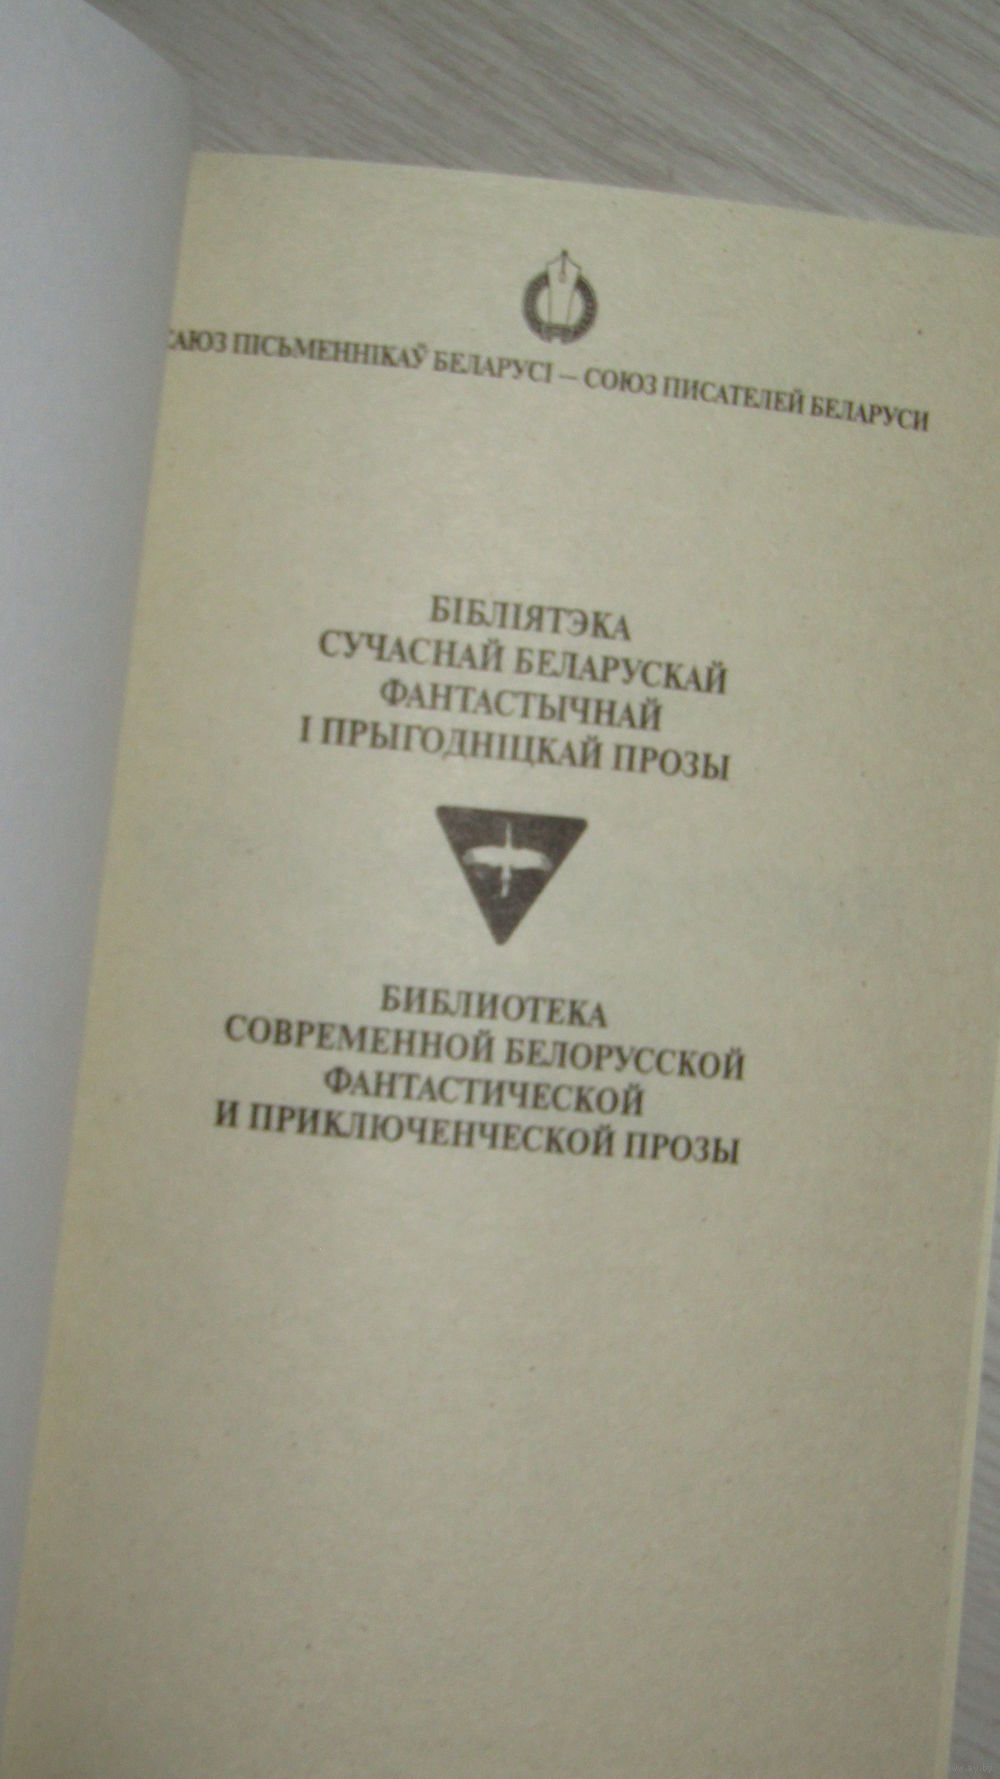 САЮЗ ПІСЬМЕННІКАЎ БЕЛАРУСІ — СОЮЗ ПИСАТЕЛЕЙ БЕЛАРУСИ
БІБЛІЯТЭКА
СУЧАСНАЙ БЕЛАРУСКАЙ
ФАНТАСТЫЧНАЙ
І ПРЫГОДНІЦКАЙ ПРОЗЫ
БИБЛИОТЕКА
СОВРЕМЕННОЙ БЕЛОРУССКОЙ
ФАНТАСТИЧЕСКОЙ
И ПРИКЛЮЧЕНЧЕСКОЙ ПРОЗЫ